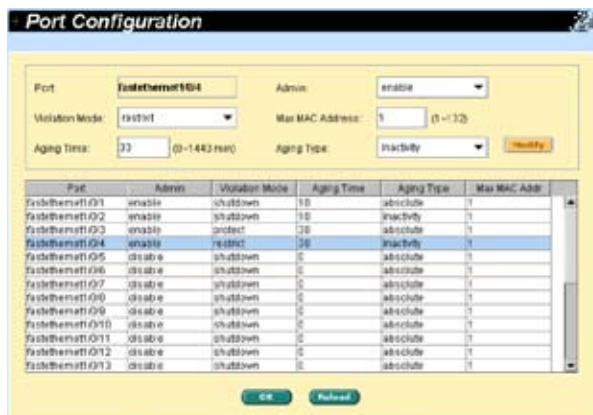 Port Configuration
Port: fastethernet1/0/4 Admin: enable
Violation Mode: restrict Max MAC Address: 1 (1~132)
Aging Time: 33 (0~1443 min) Aging Type: inactivity Modify
Port Admin Violation Mode Aging Time Aging Type Max MAC Addr
fastethernet1/0/1 enable shutdown 10 absolute 1
fastethernet1/0/2 enable shutdown 10 inactivity 1
fastethernet1/0/3 enable protect 30 absolute 1
fastethernet1/0/4 enable restrict 30 inactivity 1
fastethernet1/0/5 disable shutdown 0 absolute 1
fastethernet1/0/6 disable shutdown 0 absolute 1
fastethernet1/0/7 disable shutdown 0 absolute 1
fastethernet1/0/8 disable shutdown 0 absolute 1
fastethernet1/0/9 disable shutdown 0 absolute 1
fastethernet1/0/10 disable shutdown 0 absolute 1
fastethernet1/0/11 disable shutdown 0 absolute 1
fastethernet1/0/12 disable shutdown 0 absolute 1
fastethernet1/0/13 disable shutdown 0 absolute 1
OK Reload